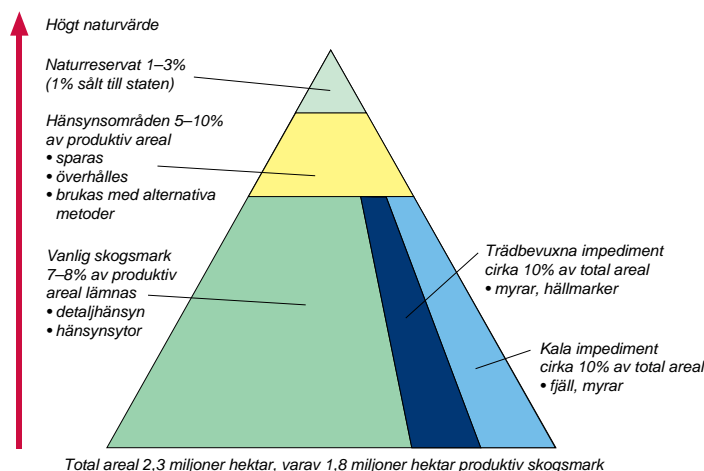 Högt naturvärde
Naturreservat 1–3%
(1% sålt till staten)
Hänsynsområden 5–10%
av produktiv areal
• sparas
• överhålles
• brukas med alternativa
metoder
Vanlig skogsmark
7–8% av produktiv
areal lämnas
• detaljhänsyn
• hänsynsytor
Trädbevuxna impediment
cirka 10% av total areal
• myrar, hällmarker
Kala impediment
cirka 10% av total areal
• fjäll, myrar
Total areal 2,3 miljoner hektar, varav 1,8 miljoner hektar produktiv skogsmark